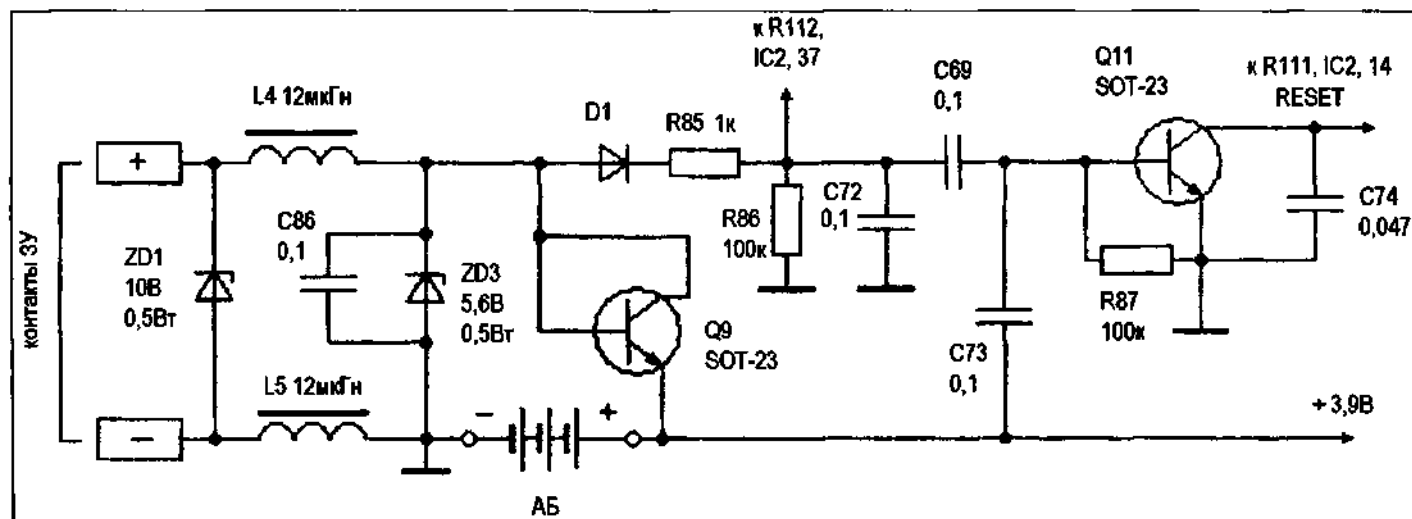 к R112,
IC2, 37
C69
0,1
Q11
SOT-23
к R111, IC2, 14
RESET
L4 12мкГн
D1
R85 1к
+
C86
0,1
R86
100к
C72
0,1
C74
0,047
контакты ЗУ
ZD1
10В
0,5Вт
ZD3
5,6В
0,5Вт
Q9
SOT-23
R87
100к
C73
0,1
L5 12мкГн
–
–
+
+ 3,9В
АБ